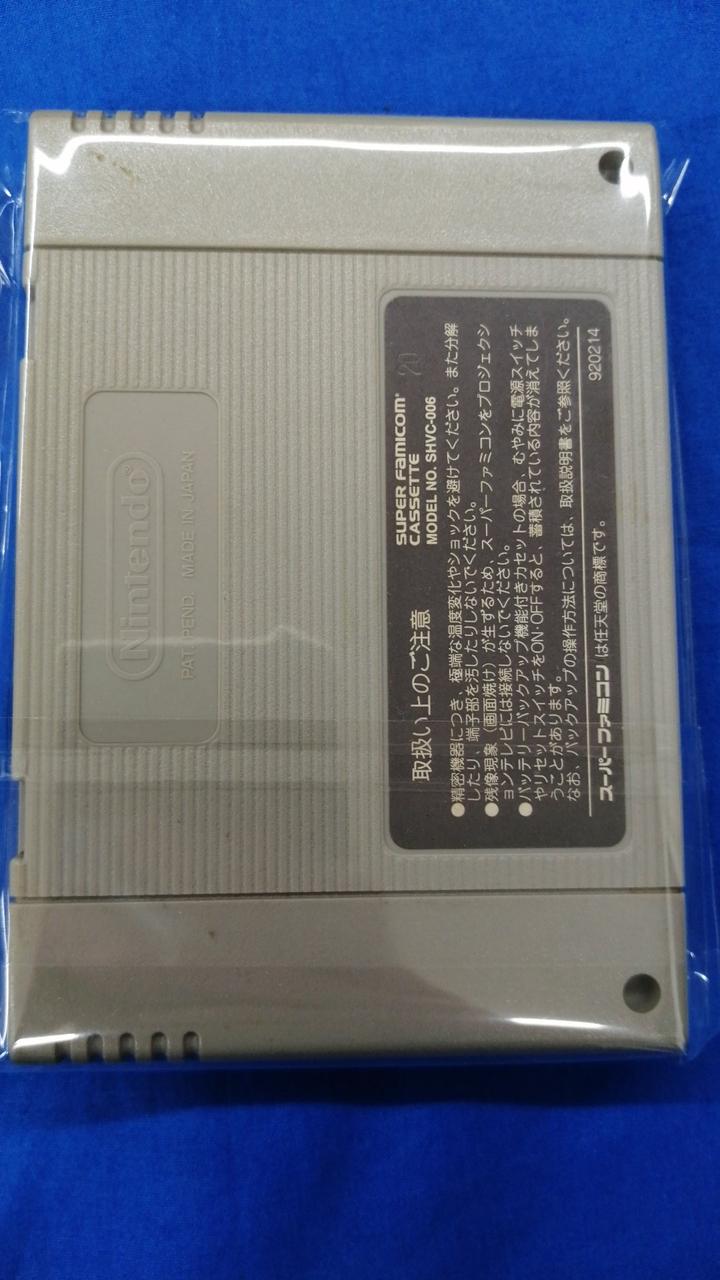 Nintendo®
PAT. PEND. MADE IN JAPAN
20
取扱い上のご注意
SUPER FAMICOM®
CASSETTE
MODEL NO. SHVC-006
●精密機器につき、極端な温度変化やショックを避けてください。また分解
したり、端子部を汚したりしないでください。
●残像現象（画面焼け）が生ずるため、スーパーファミコンをプロジェクシ
ョンテレビには接続しないでください。
●バッテリーバックアップ機能付きカセットの場合、むやみに電源スイッチ
やリセットスイッチをON・OFFすると、蓄積されている内容が消えてしま
うことがあります。
なお、バックアップの操作方法については、取扱説明書をご参照ください。
スーパーファミコンは任天堂の商標です。
920214